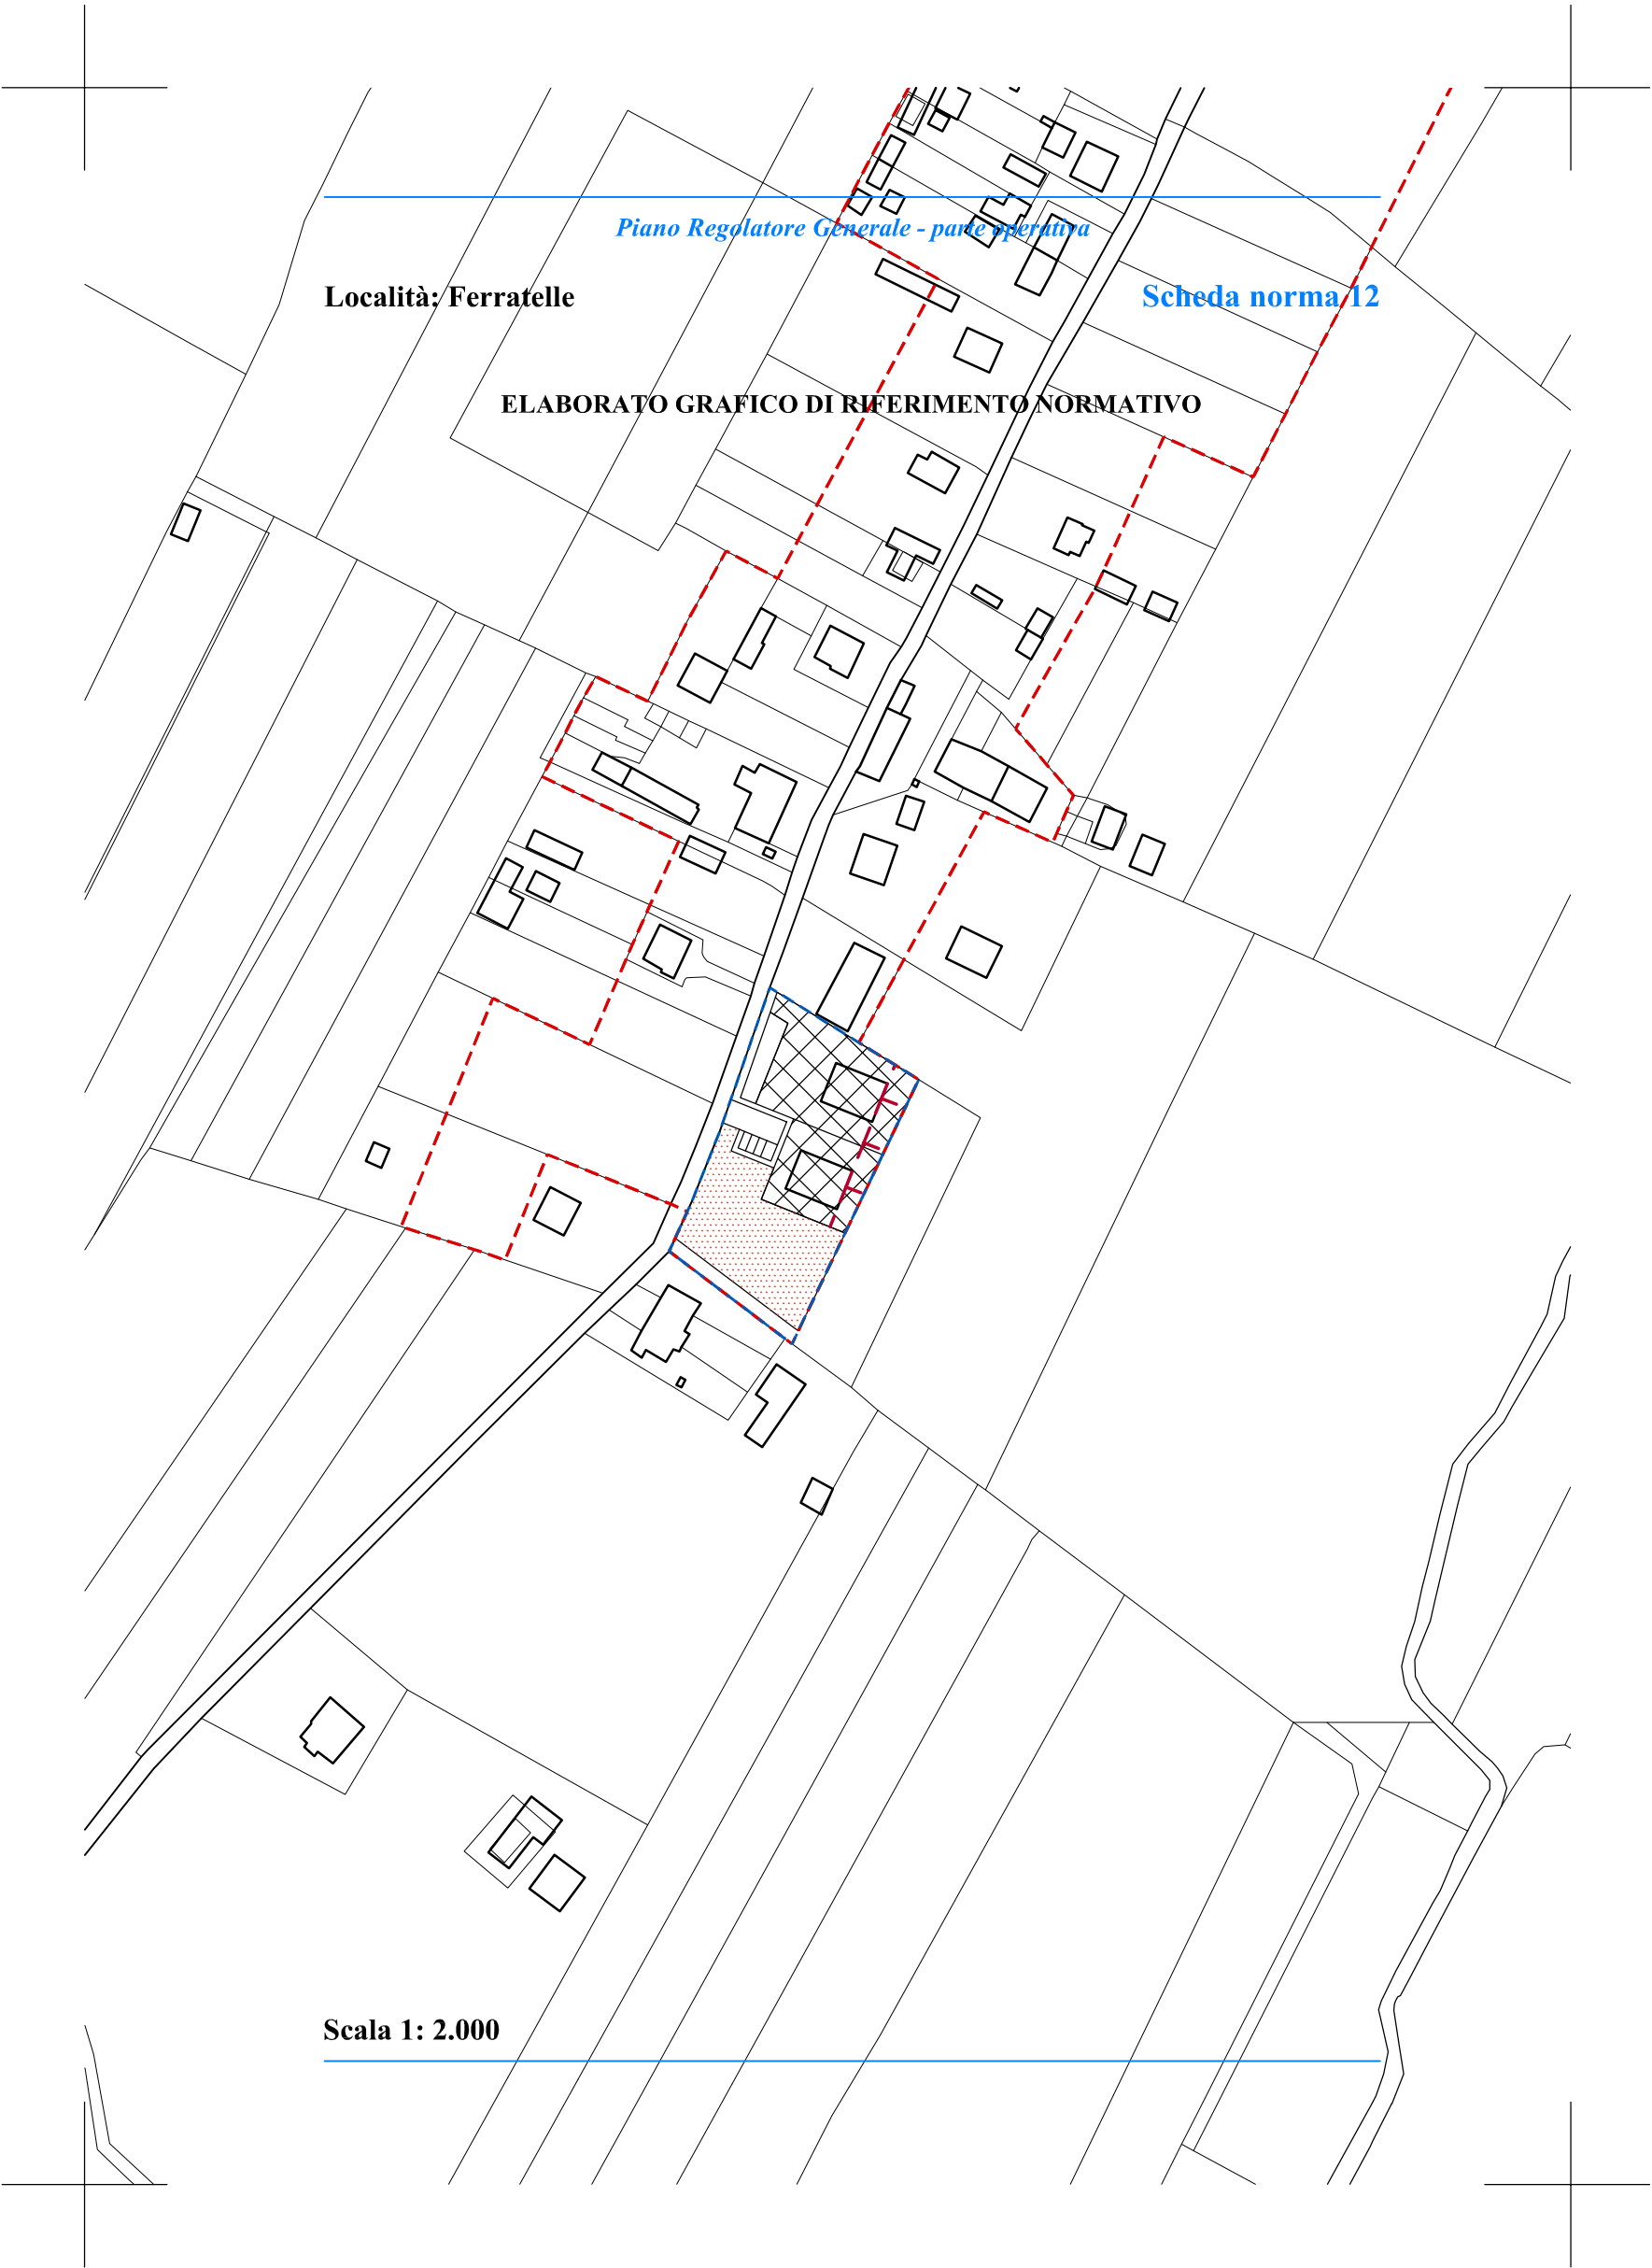 Piano Regolatore Generale - parte operativa
Località: Ferratelle
Scheda norma 12
ELABORATO GRAFICO DI RIFERIMENTO NORMATIVO
Scala 1: 2.000